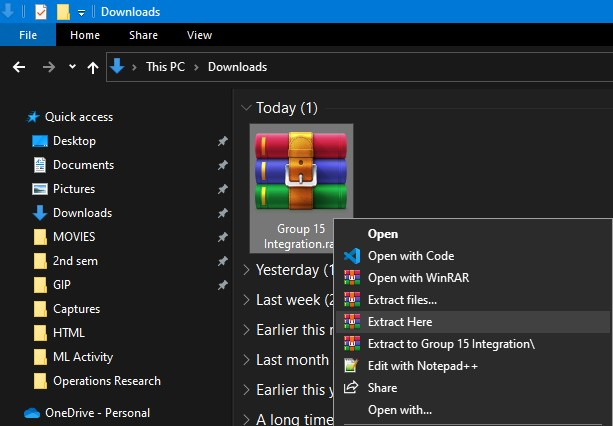 Downloads
File Home Share View
This PC > Downloads
Quick access
Desktop
Documents
Pictures
Downloads
MOVIES
2nd sem
GIP
Captures
HTML
ML Activity
Operations Research
OneDrive - Personal
Today (1)
Group 15
Integration.ra
Yesterday (1
Last week (2
Earlier this m
Last month
Earlier this y
A long time
Open
Open with Code
Open with WinRAR
Extract files...
Extract Here
Extract to Group 15 Integration\
Edit with Notepad++
Share
Open with...